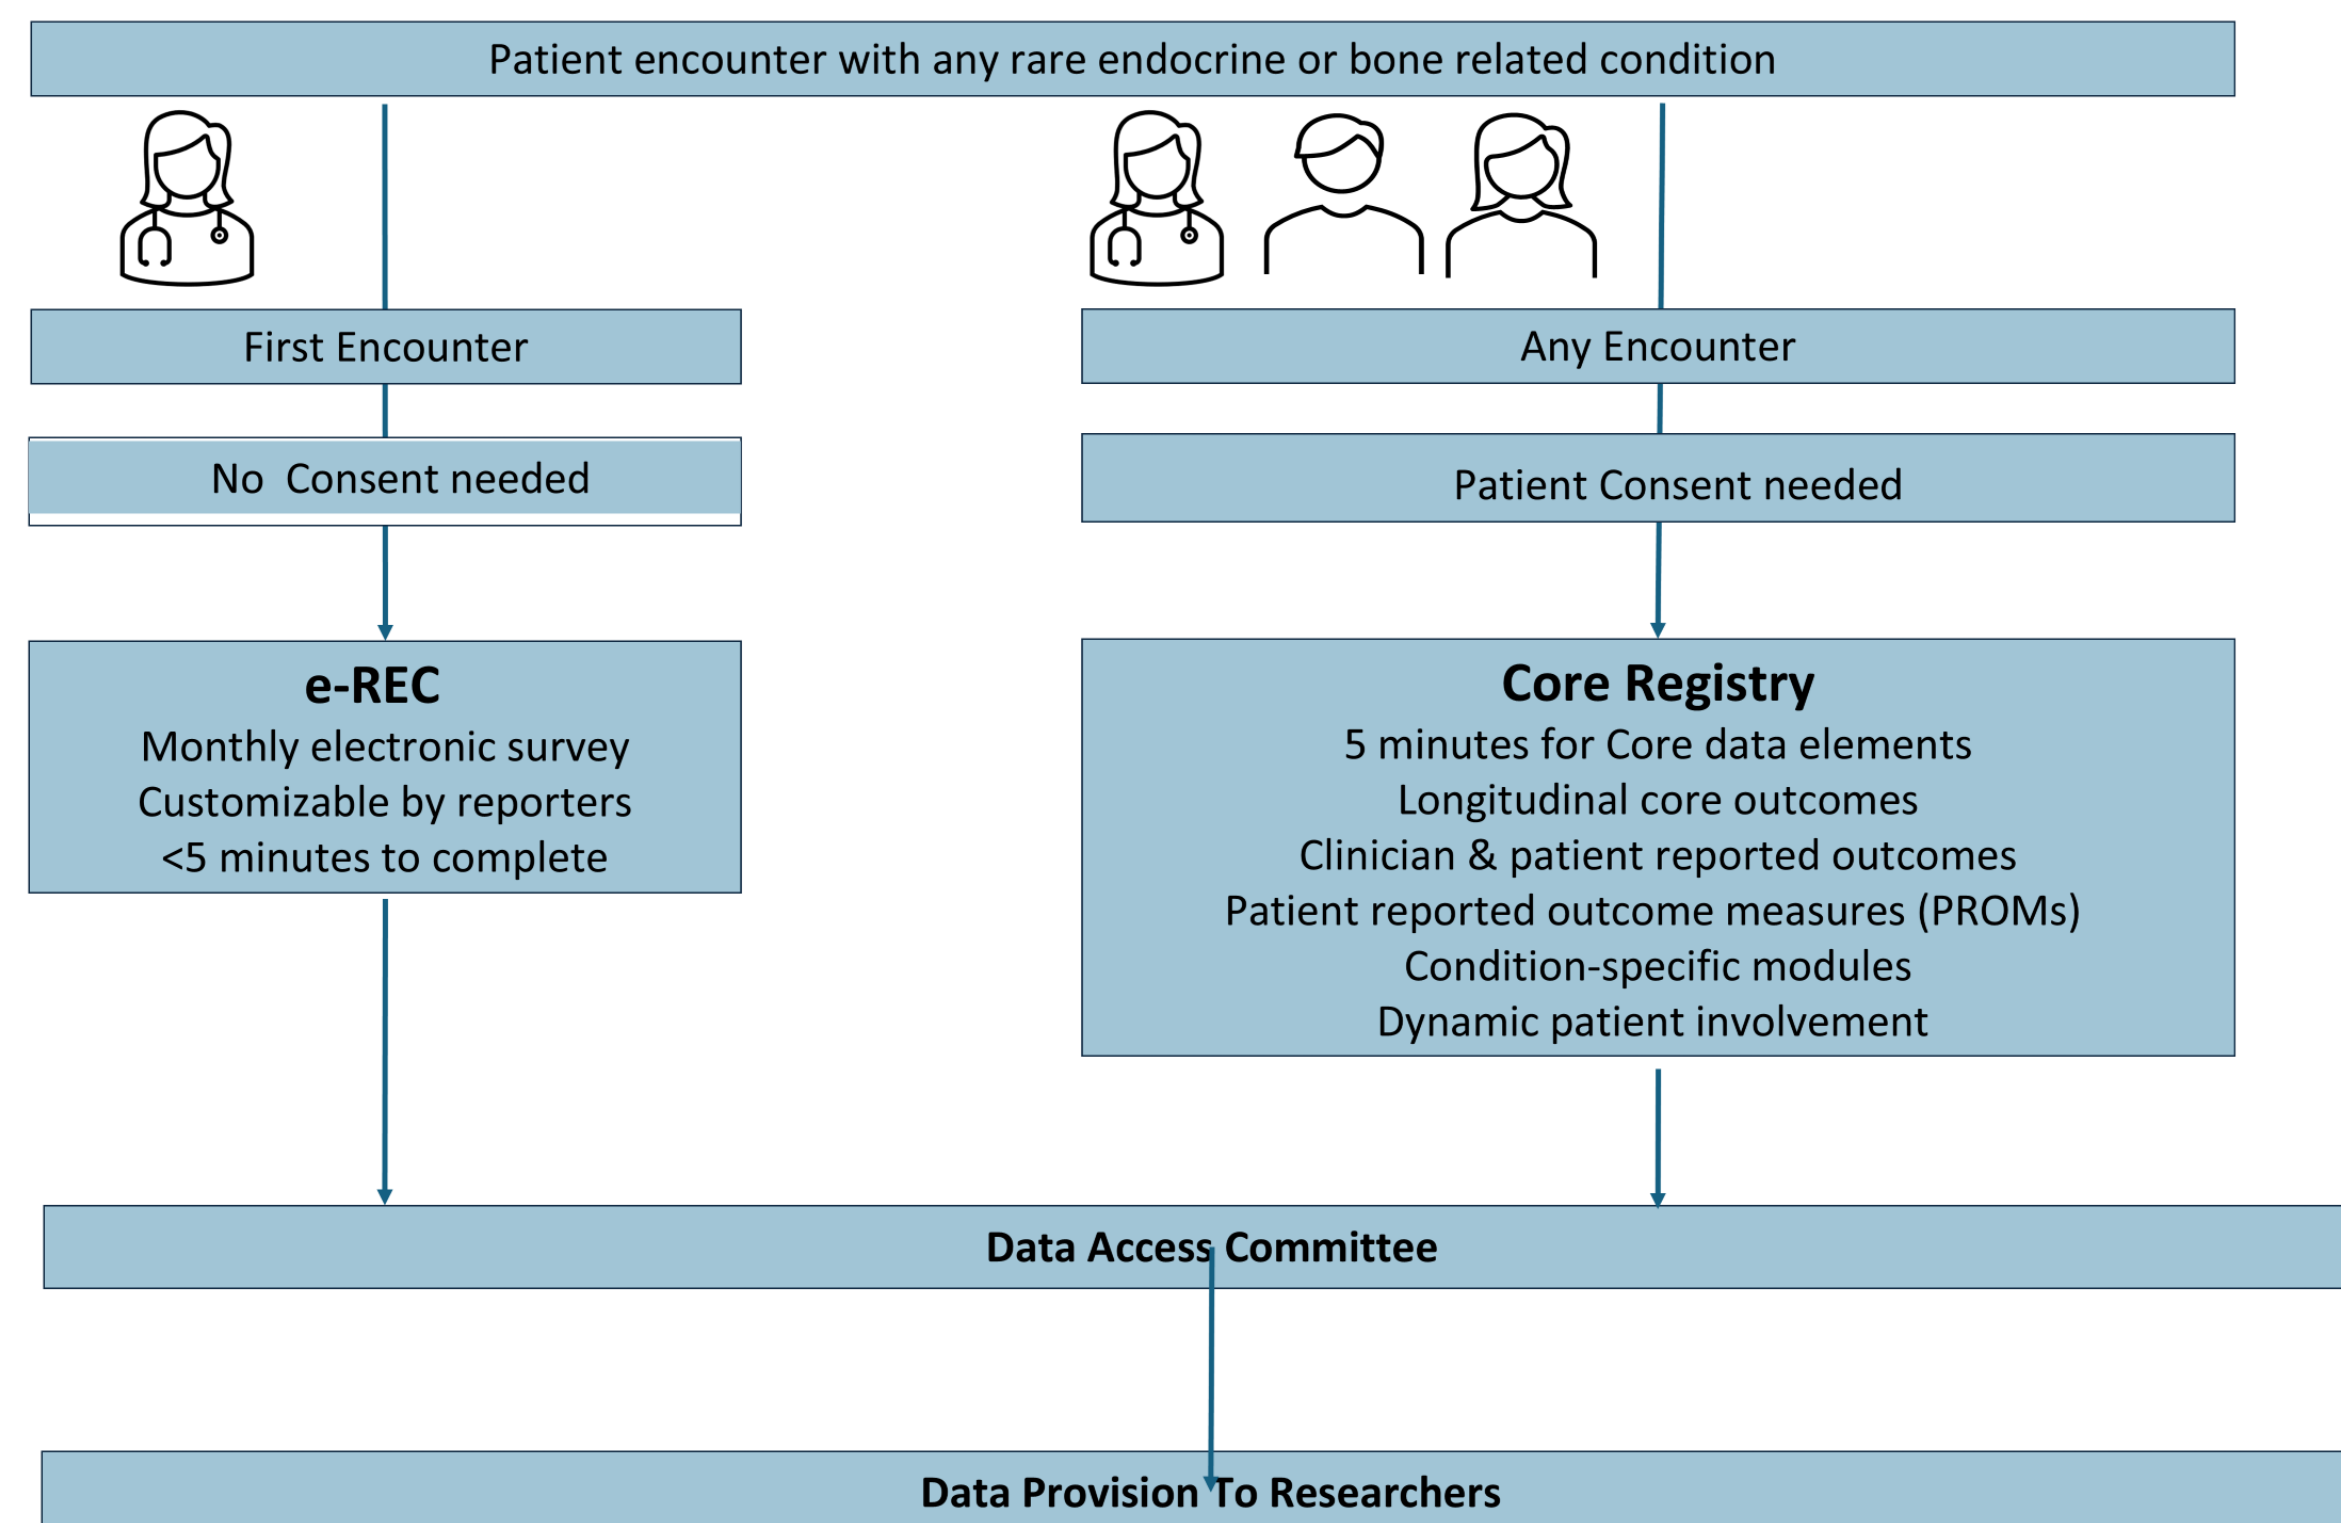 Patient encounter with any rare endocrine or bone related condition
First Encounter
No  Consent needed
e-REC
Monthly electronic survey
Customizable by reporters
<5 minutes to complete
Any Encounter
Patient Consent needed
Core Registry
5 minutes for Core data elements
Longitudinal core outcomes
Clinician & patient reported outcomes
Patient reported outcome measures (PROMs)
Condition-specific modules
Dynamic patient involvement
Data Access Committee
Data Provision To Researchers